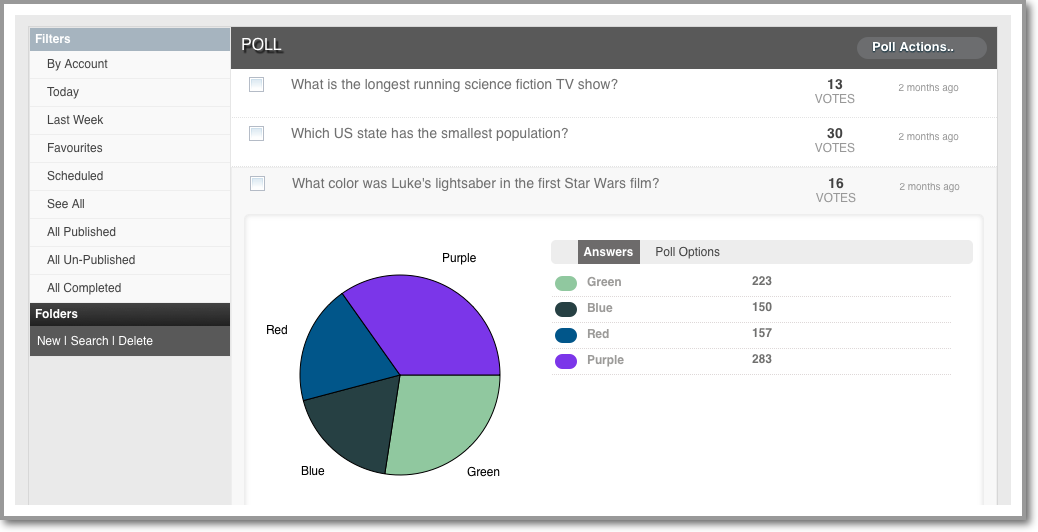 Filters
By Account
Today
Last Week
Favourites
Scheduled
See All
All Published
All Un-Published
All Completed
Folders
New | Search | Delete
POLL
Poll Actions..
What is the longest running science fiction TV show?
13
VOTES
2 months ago
Which US state has the smallest population?
30
VOTES
2 months ago
What color was Luke's lightsaber in the first Star Wars film?
16
VOTES
2 months ago
Purple
Red
Blue
Green
Answers
Poll Options
Green 223
Blue 150
Red 157
Purple 283